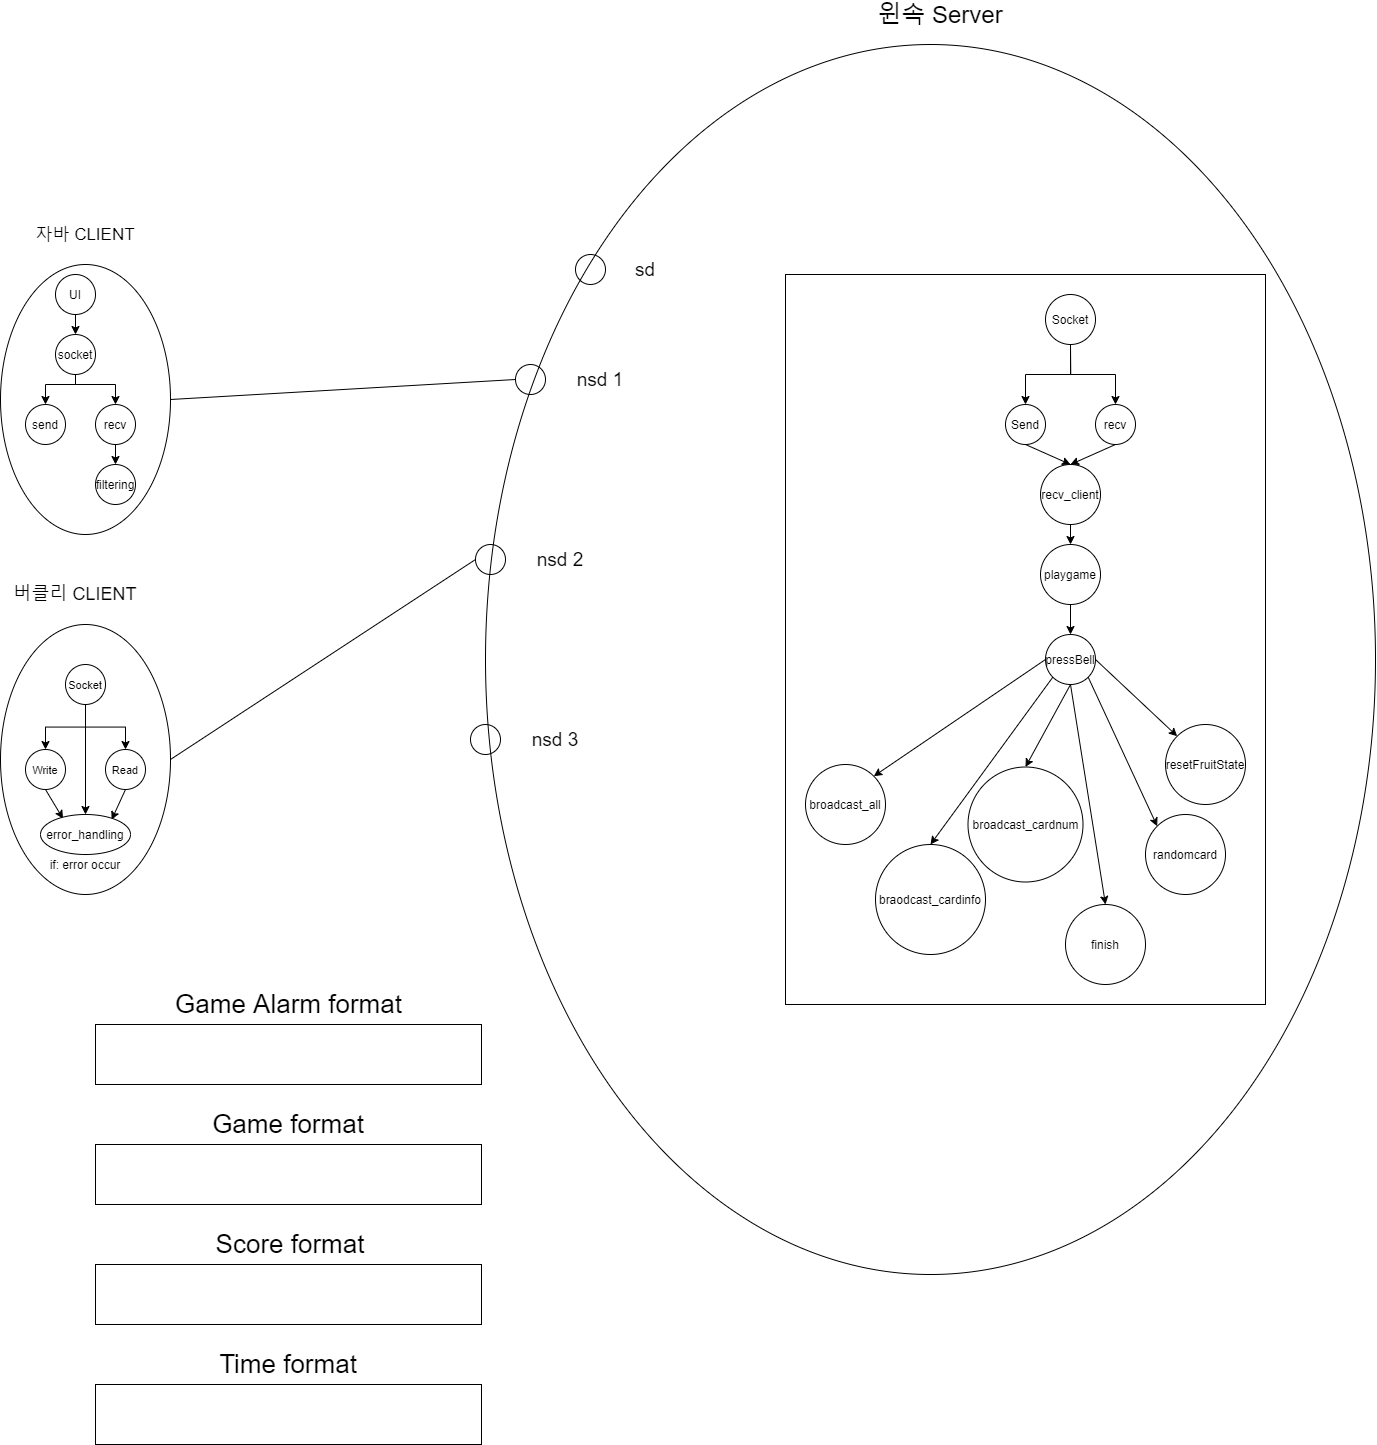 윈속 Server
자바 CLIENT
UI
socket
send
recv
filtering
버클리 CLIENT
Socket
Write
Read
error_handling
if: error occur
sd
nsd 1
nsd 2
nsd 3
Socket
Send
recv
recv_client
playgame
pressBell
resetFruitState
broadcast_all
broadcast_cardnum
randomcard
braodcast_cardinfo
finish
Game Alarm format
Game format
Score format
Time format